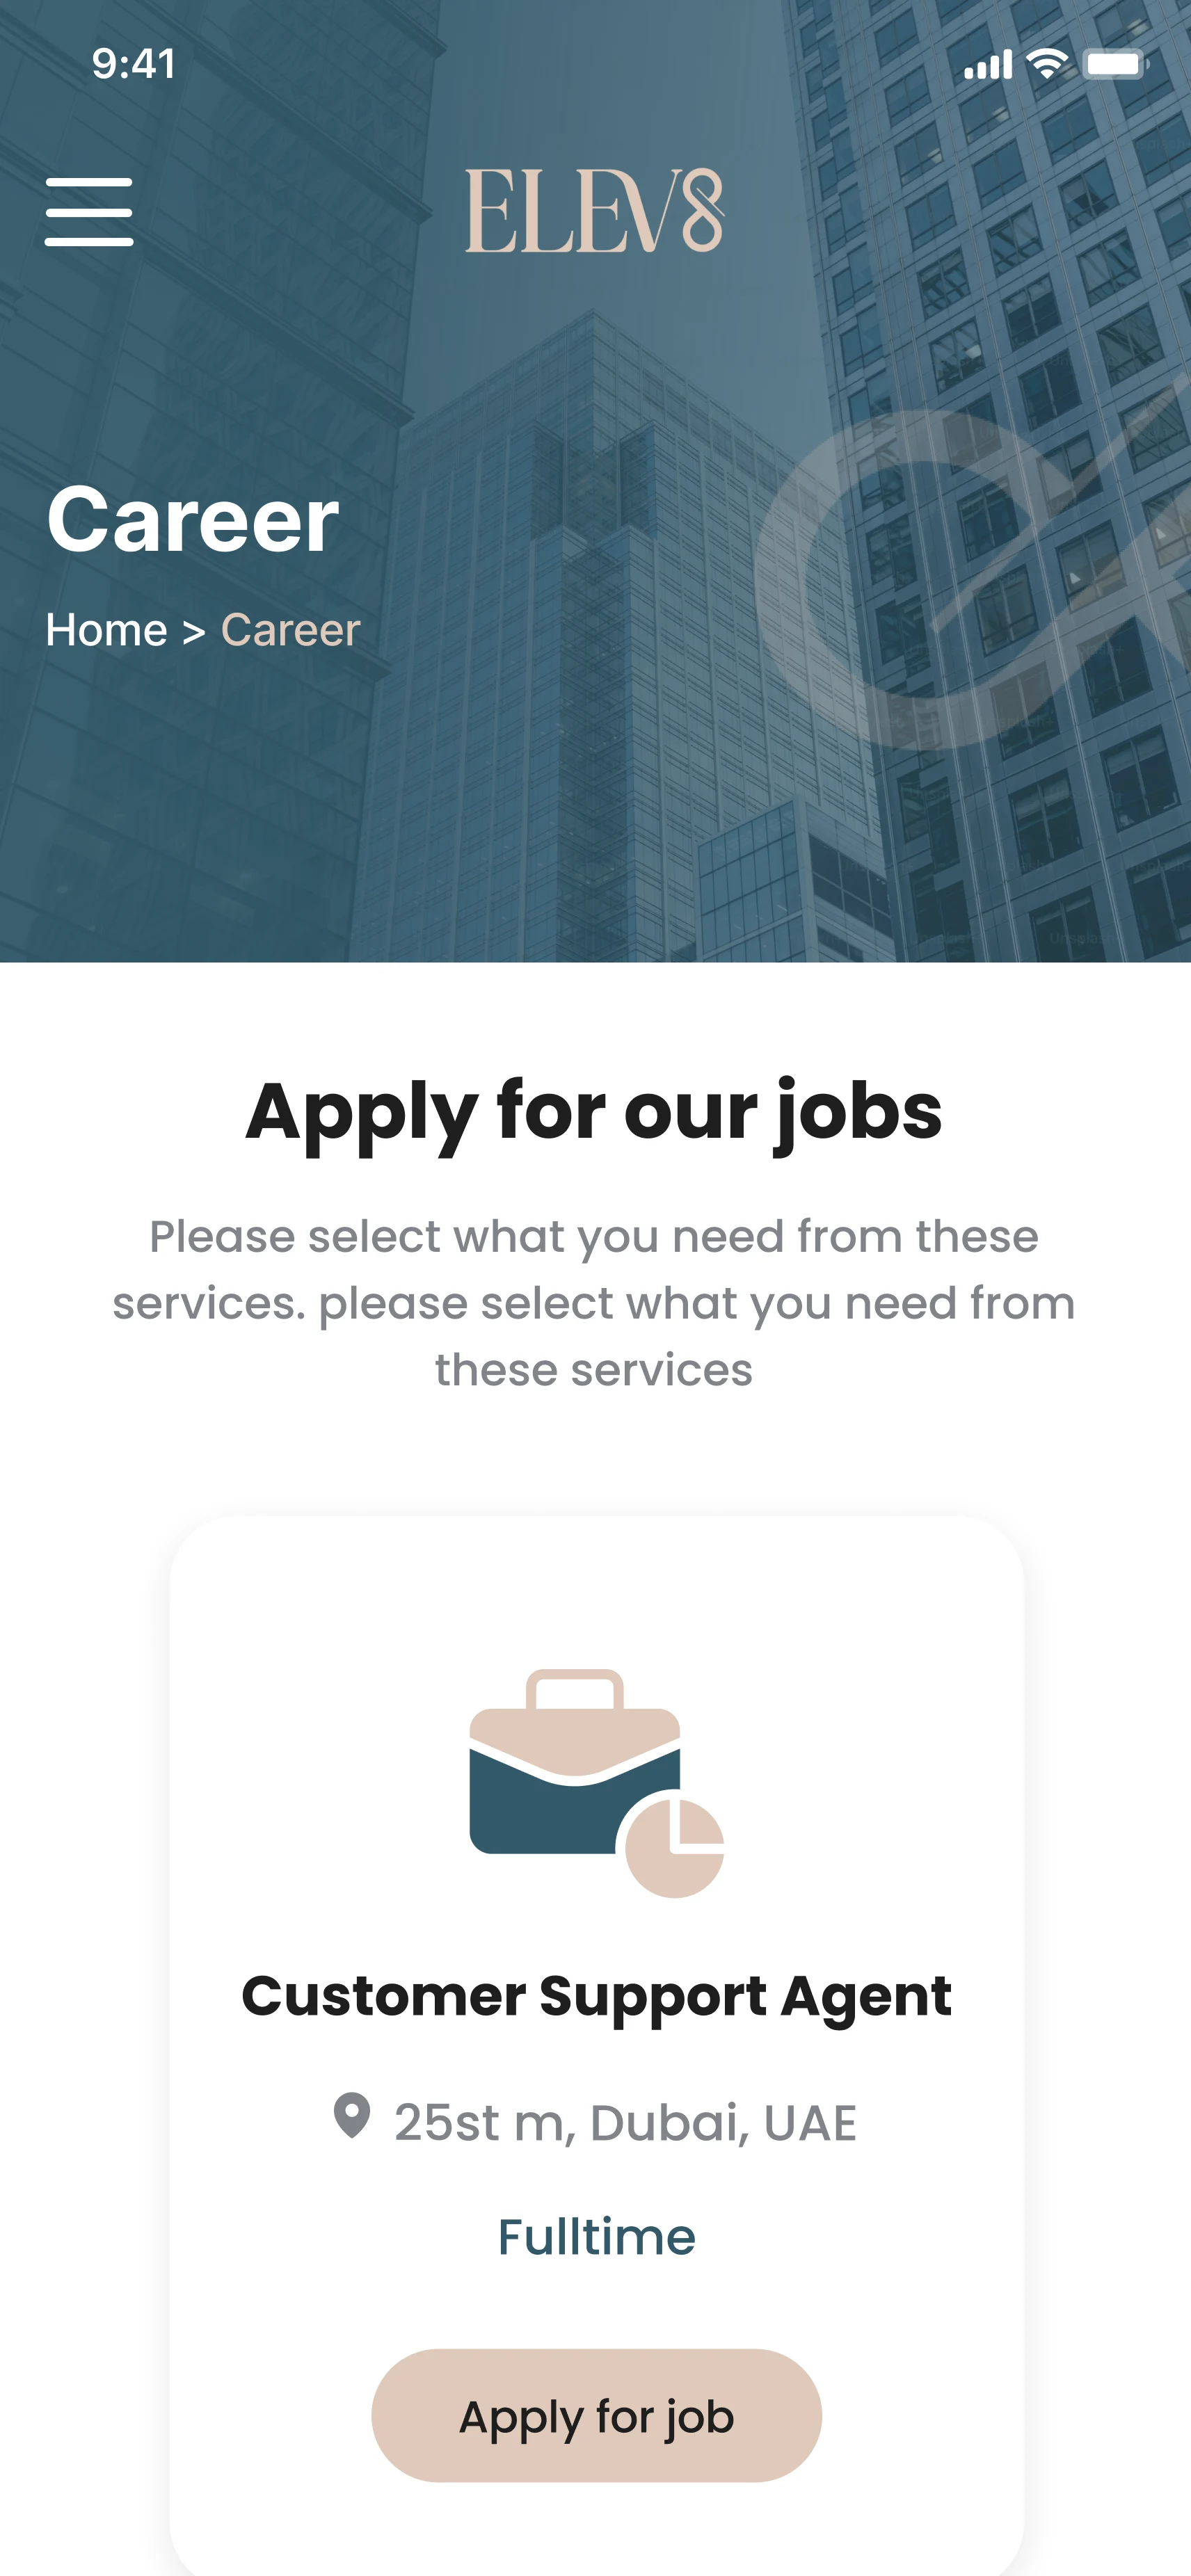 9:41
ELEV8
Career
Home > Career
Unsplash
Apply for our jobs
Please select what you need from these
services. please select what you need from
these services
Customer Support Agent
25st m, Dubai, UAE
Fulltime
Apply for job